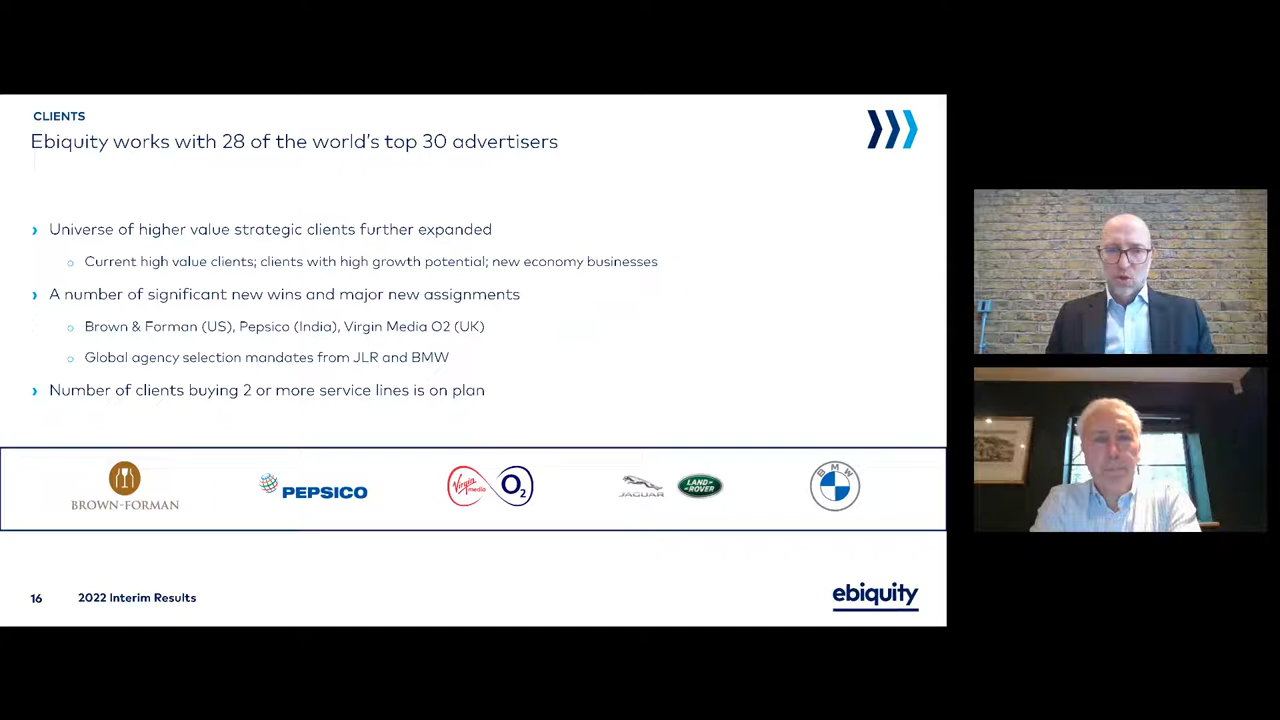 CLIENTS
Ebiquity works with 28 of the world's top 30 advertisers
Universe of higher value strategic clients further expanded
Current high value clients; clients with high growth potential; new economy businesses
A number of significant new wins and major new assignments
Brown & Forman (US), Pepsico (India), Virgin Media O2 (UK)
Global agency selection mandates from JLR and BMW
Number of clients buying 2 or more service lines is on plan
BROWN-FORMAN
PEPSICO
Virgin media O2
JAGUAR
LAND ROVER
BMW
16 2022 Interim Results
ebiquity